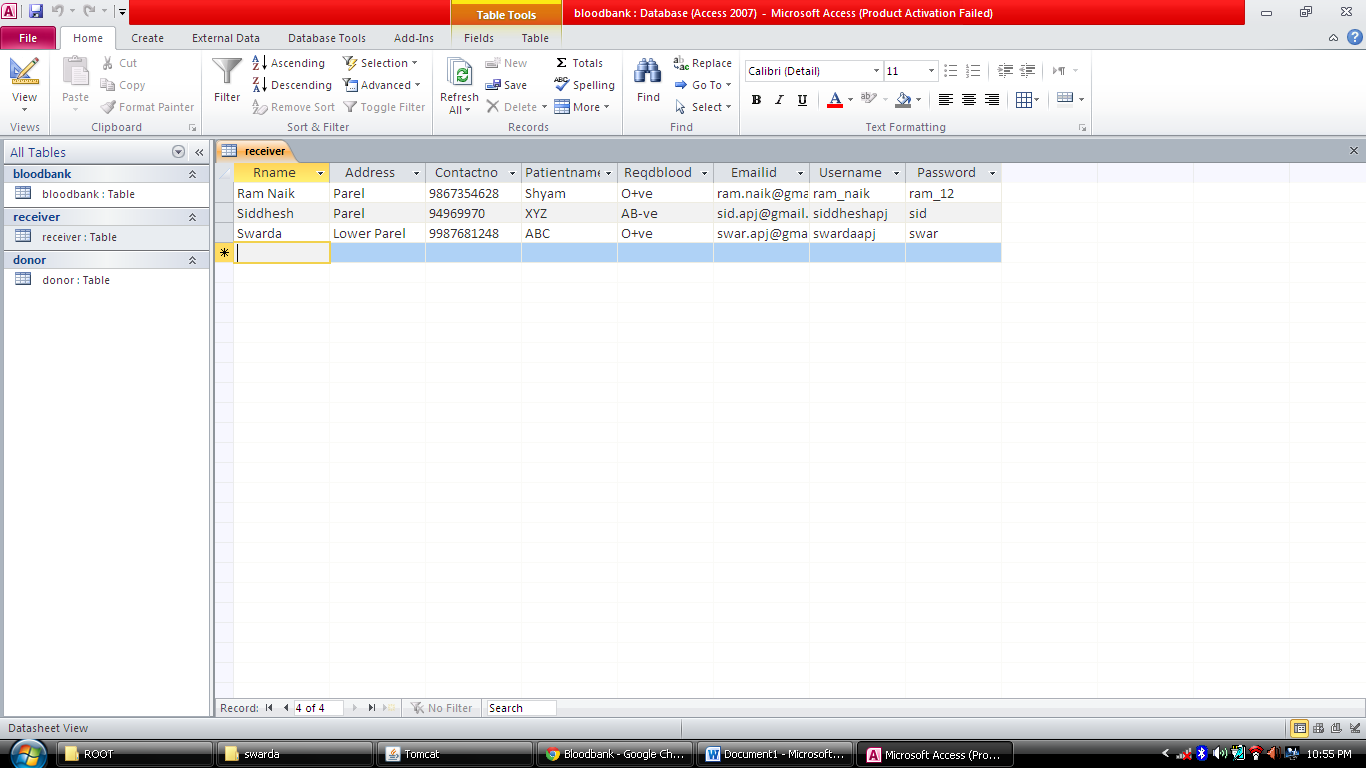 Table Tools
bloodbank : Database (Access 2007) - Microsoft Access (Product Activation Failed)
File Home Create External Data Database Tools Add-Ins Fields Table
View
Views
Paste
Cut
Copy
Format Painter
Clipboard
Filter
Ascending
Descending
Remove Sort
Selection
Advanced
Toggle Filter
Sort & Filter
Refresh
All
New
Save
Delete
Totals
Spelling
More
Records
Find
Replace
Go To
Select
Find
Calibri (Detail) 11
B I U A
Text Formatting
All Tables
bloodbank
bloodbank : Table
receiver
receiver : Table
donor
donor : Table
receiver
Rname Address Contactno Patientname Reqdblood Emailid Username Password
Ram Naik Parel 9867354628 Shyam O+ve ram.naik@gma ram_naik ram_12
Siddhesh Parel 94969970 XYZ AB-ve sid.apj@gmail. siddheshapj sid
Swarda Lower Parel 9987681248 ABC O+ve swar.apj@gma swardaapj swar
Record: 4 of 4 No Filter Search
Datasheet View
ROOT swarda Tomcat Bloodbank - Google Ch... Document1 - Microsoft... Microsoft Access (Pro... 10:55 PM